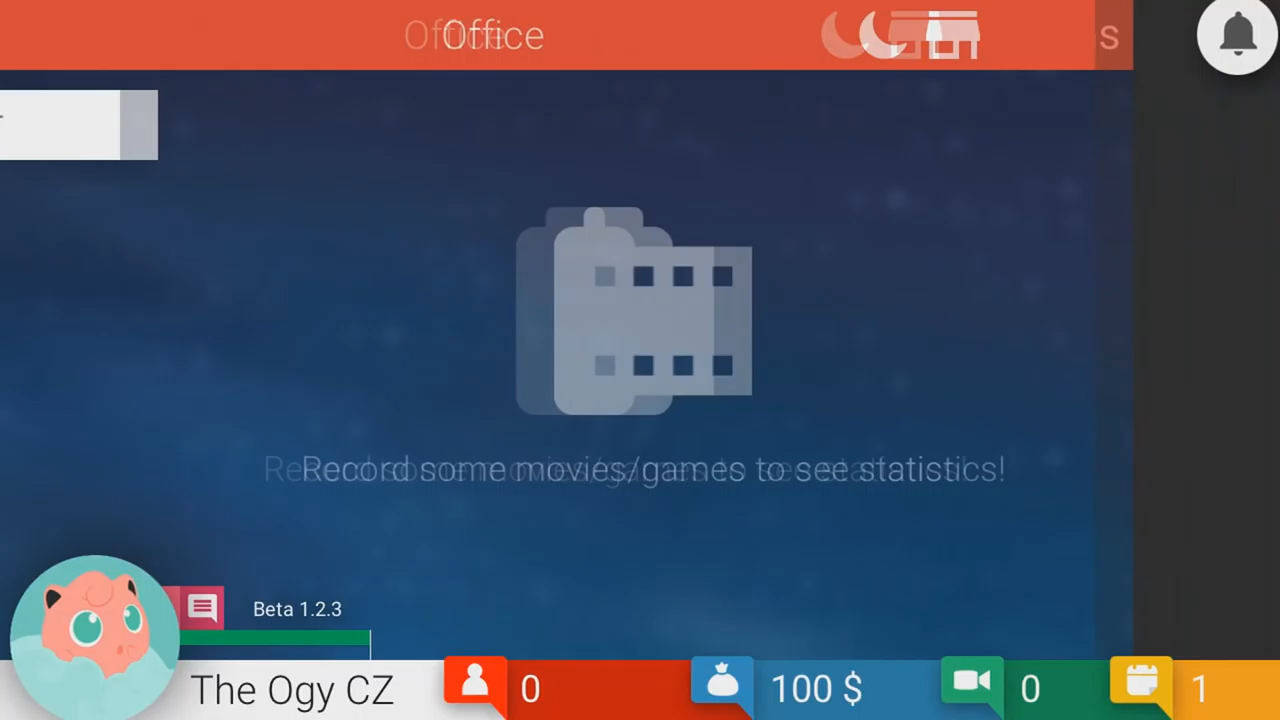 Office
s
Record some movies/games to see statistics!
Beta 1.2.3
The Ogy CZ
0
100 $
0
1